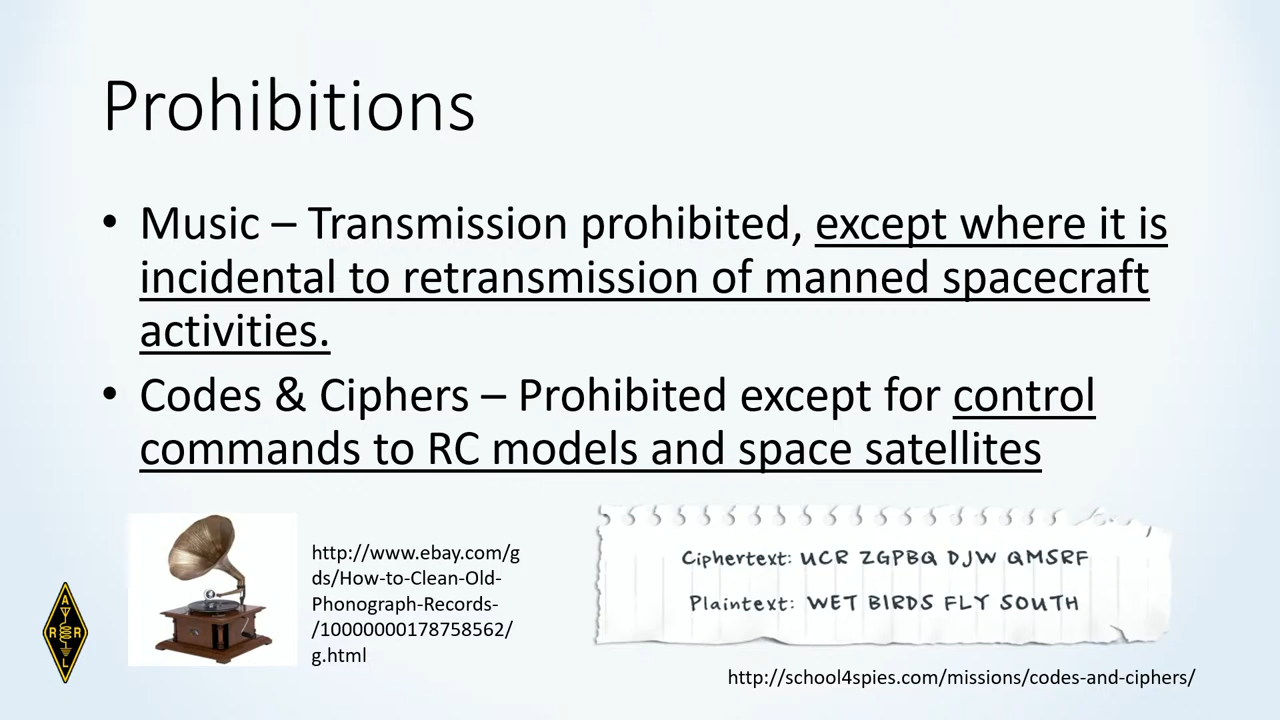 Prohibitions
• Music – Transmission prohibited, except where it is
incidental to retransmission of manned spacecraft
activities.
• Codes & Ciphers – Prohibited except for control
commands to RC models and space satellites
http://www.ebay.com/g
ds/How-to-Clean-Old-
Phonograph-Records-
/10000000178758562/
g.html
Ciphertext: UCR ZGPBQ DJW QMSRF
Plaintext: WET BIRDS FLY SOUTH
http://school4spies.com/missions/codes-and-ciphers/
A
R R
L